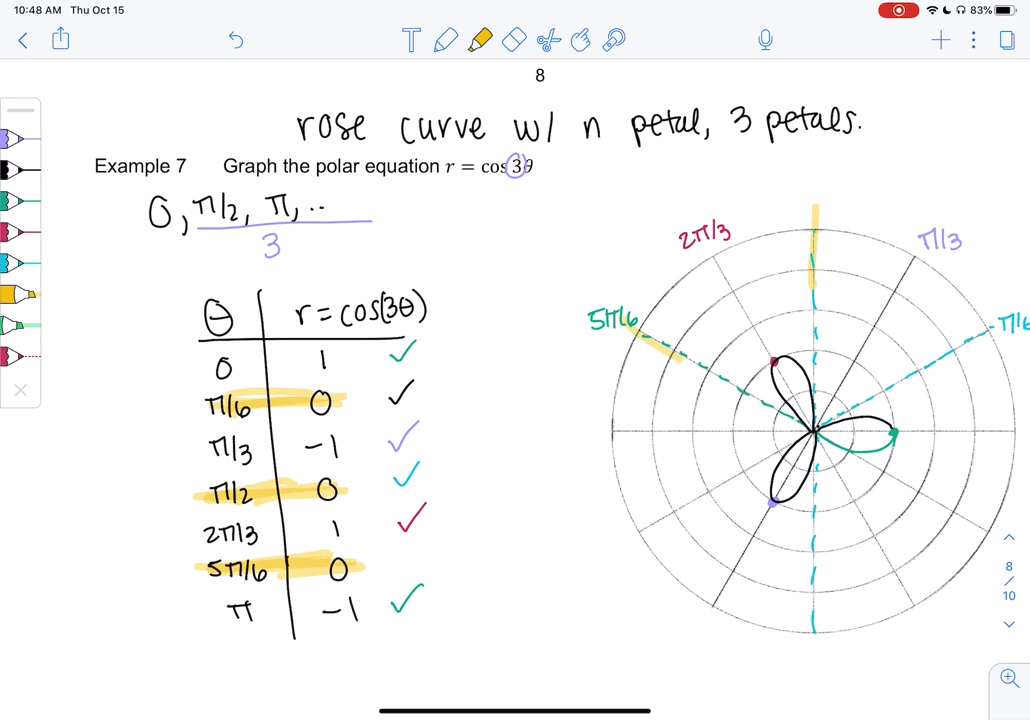 10:48 AM Thu Oct 15
83%
8
rose curve w/ n petal, 3 petals.
Example 7 Graph the polar equation r = cos3θ
0, π/2, π, ..
3
2π/3
π/3
5π/6
π/6
θ r = cos(3θ)
0 1
π/6 0
π/3 -1
π/2 0
2π/3 1
5π/6 0
π -1
8
/
10